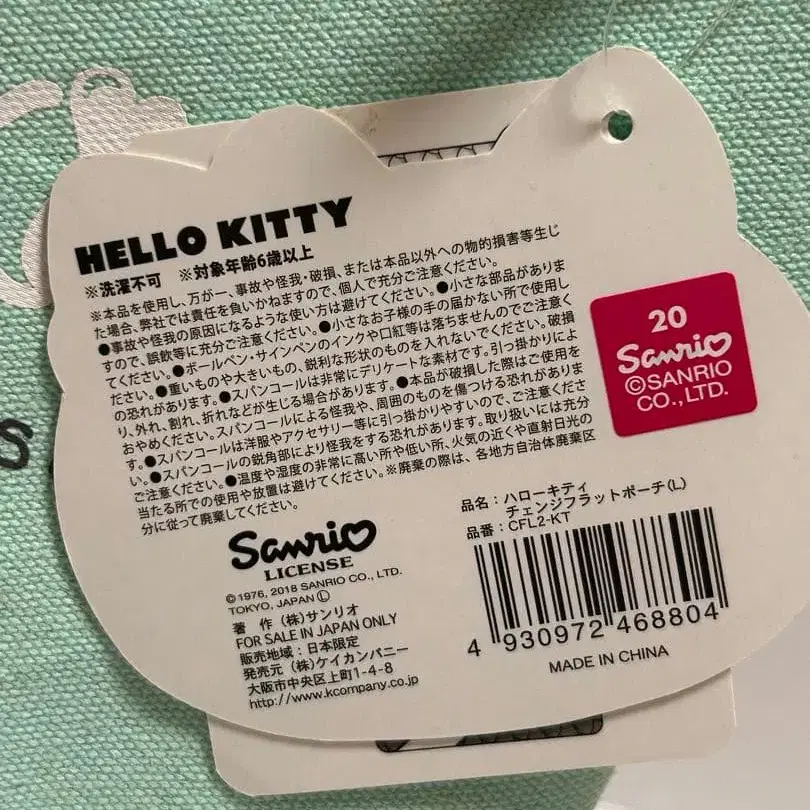 HELLO KITTY
※洗濯不可 ※対象年齢6歳以上
※本品を使用し、万が一、事故や怪我・破損、または本品以外への物的損害等生じ
た場合、弊社では責任を負いかねますので、個人で充分ご注意ください。
●事故や怪我の原因になるような使い方は避けてください。●小さな部品がありま
すので、誤飲等に充分ご注意ください。●小さなお子様の手の届かない所で使用し
てください。●ボールペン・サインペンのインクや口紅等は落ちませんのでご注意く
ださい。●重いものや大きいもの、鋭利な形状のものを入れないでください。破損
の恐れがあります。●スパンコールは非常にデリケートな素材です。引っ掛かりによ
り、外れ、割れ、折れなどが生じる場合があります。●本品が破損した際はご使用を
おやめください。スパンコールによる怪我や、周囲のものを傷つける恐れがありま
す。●スパンコールは洋服やアクセサリー等に引っ掛かりやすいので、ご注意くださ
い。●スパンコールの鋭角部により怪我をする恐れがあります。取り扱いには充分
ご注意ください。●温度や湿度の非常に高い所や低い所、火気の近くや直射日光の
当たる所での使用や放置は避けてください。※廃棄の際は、各地方自治体廃棄区
分に従って廃棄してください。
20
Sanrio
©SANRIO
CO.,LTD.
Sanrio
LICENSE
©1976, 2018 SANRIO CO., LTD.
TOKYO, JAPAN Ⓛ
著 作 (株)サンリオ
FOR SALE IN JAPAN ONLY
販売地域：日本限定
発売元 (株)ケイカンパニー
大阪市中央区上町1-4-8
http://www.kcompany.co.jp
品名：ハローキティ
チェンジフラットポーチ(L)
品番：CFL2-KT
4 930972 468804
MADE IN CHINA